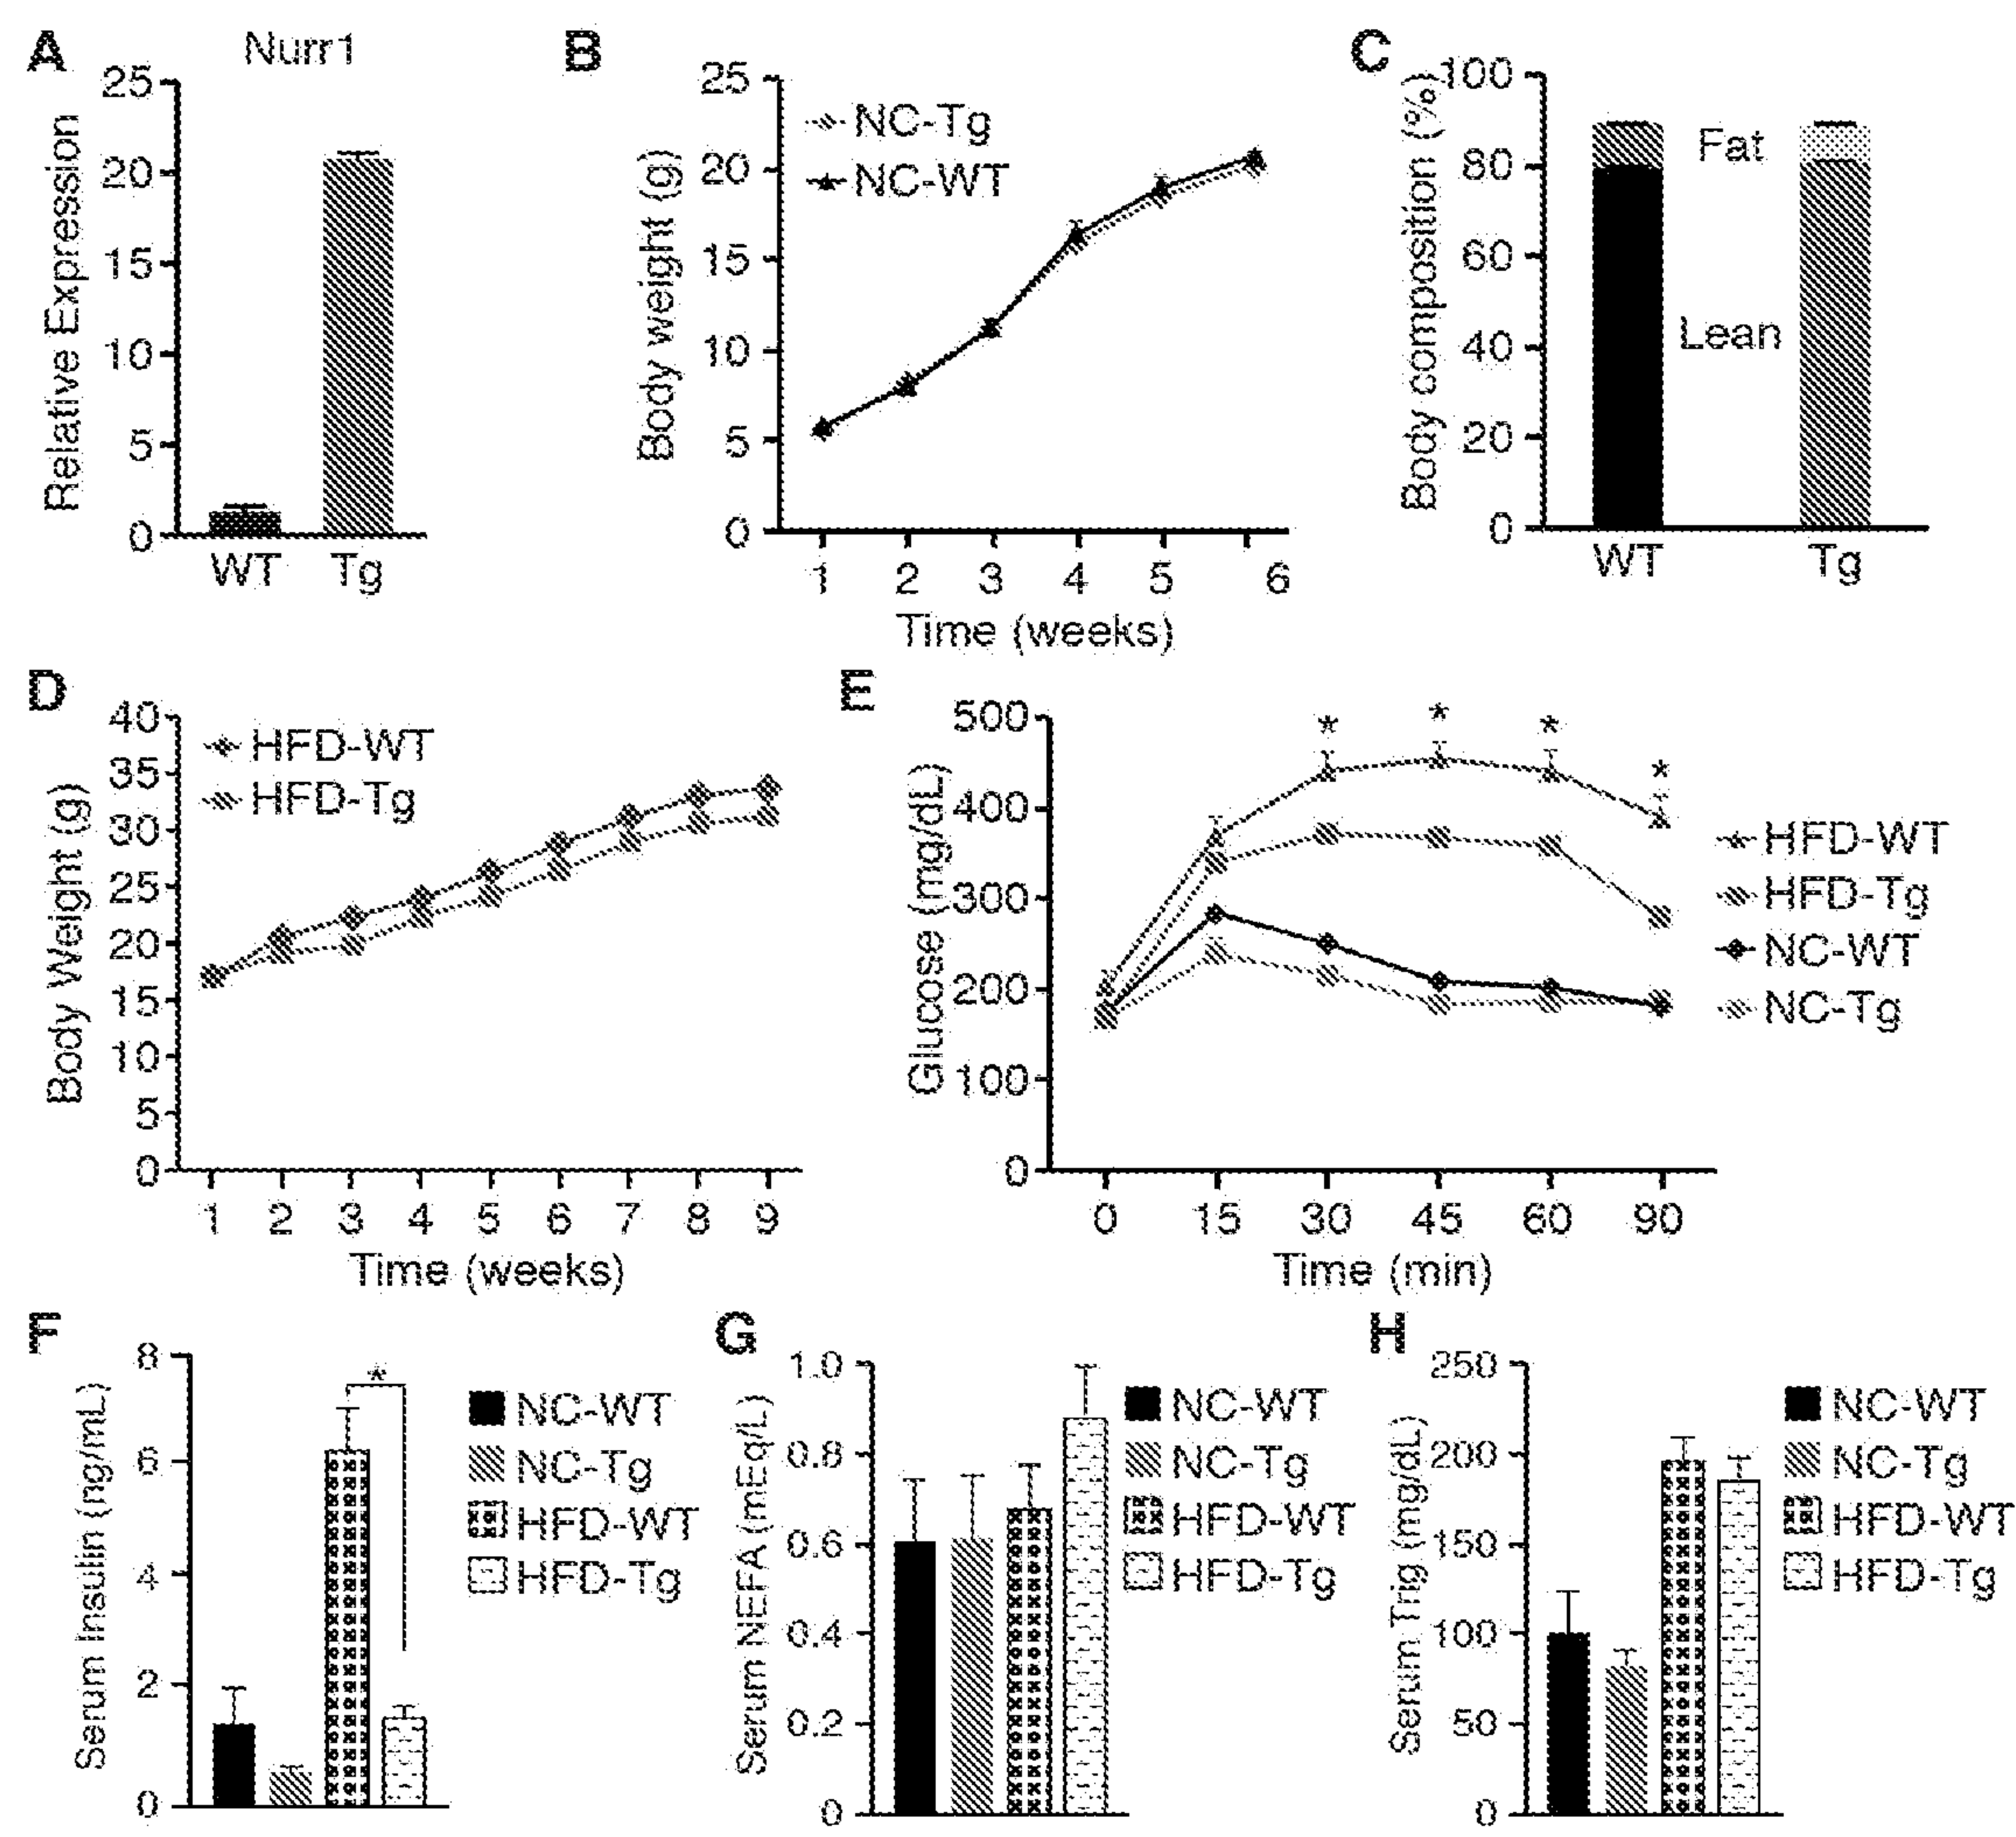 A
Nurr1
25
20
15
10
5
0
Relative Expression
WT Tg
B
25
20
15
10
5
0
Body weight (g)
NC-Tg
NC-WT
1 2 3 4 5 6
Time (weeks)
C
100
80
60
40
20
0
Body composition (%)
Fat
Lean
WT Tg
D
40
35
30
25
20
15
10
5
0
Body Weight (g)
HFD-WT
HFD-Tg
1 2 3 4 5 6 7 8 9
Time (weeks)
E
500
400
300
200
100
0
Glucose (mg/dL)
* * * *
HFD-WT
HFD-Tg
NC-WT
NC-Tg
0 15 30 45 60 90
Time (min)
F
8
6
4
2
0
Serum Insulin (ng/mL)
*
NC-WT
NC-Tg
HFD-WT
HFD-Tg
G
1.0
0.8
0.6
0.4
0.2
0
Serum NEFA (mEq/L)
NC-WT
NC-Tg
HFD-WT
HFD-Tg
H
250
200
150
100
50
0
Serum Trig (mg/dL)
NC-WT
NC-Tg
HFD-WT
HFD-Tg